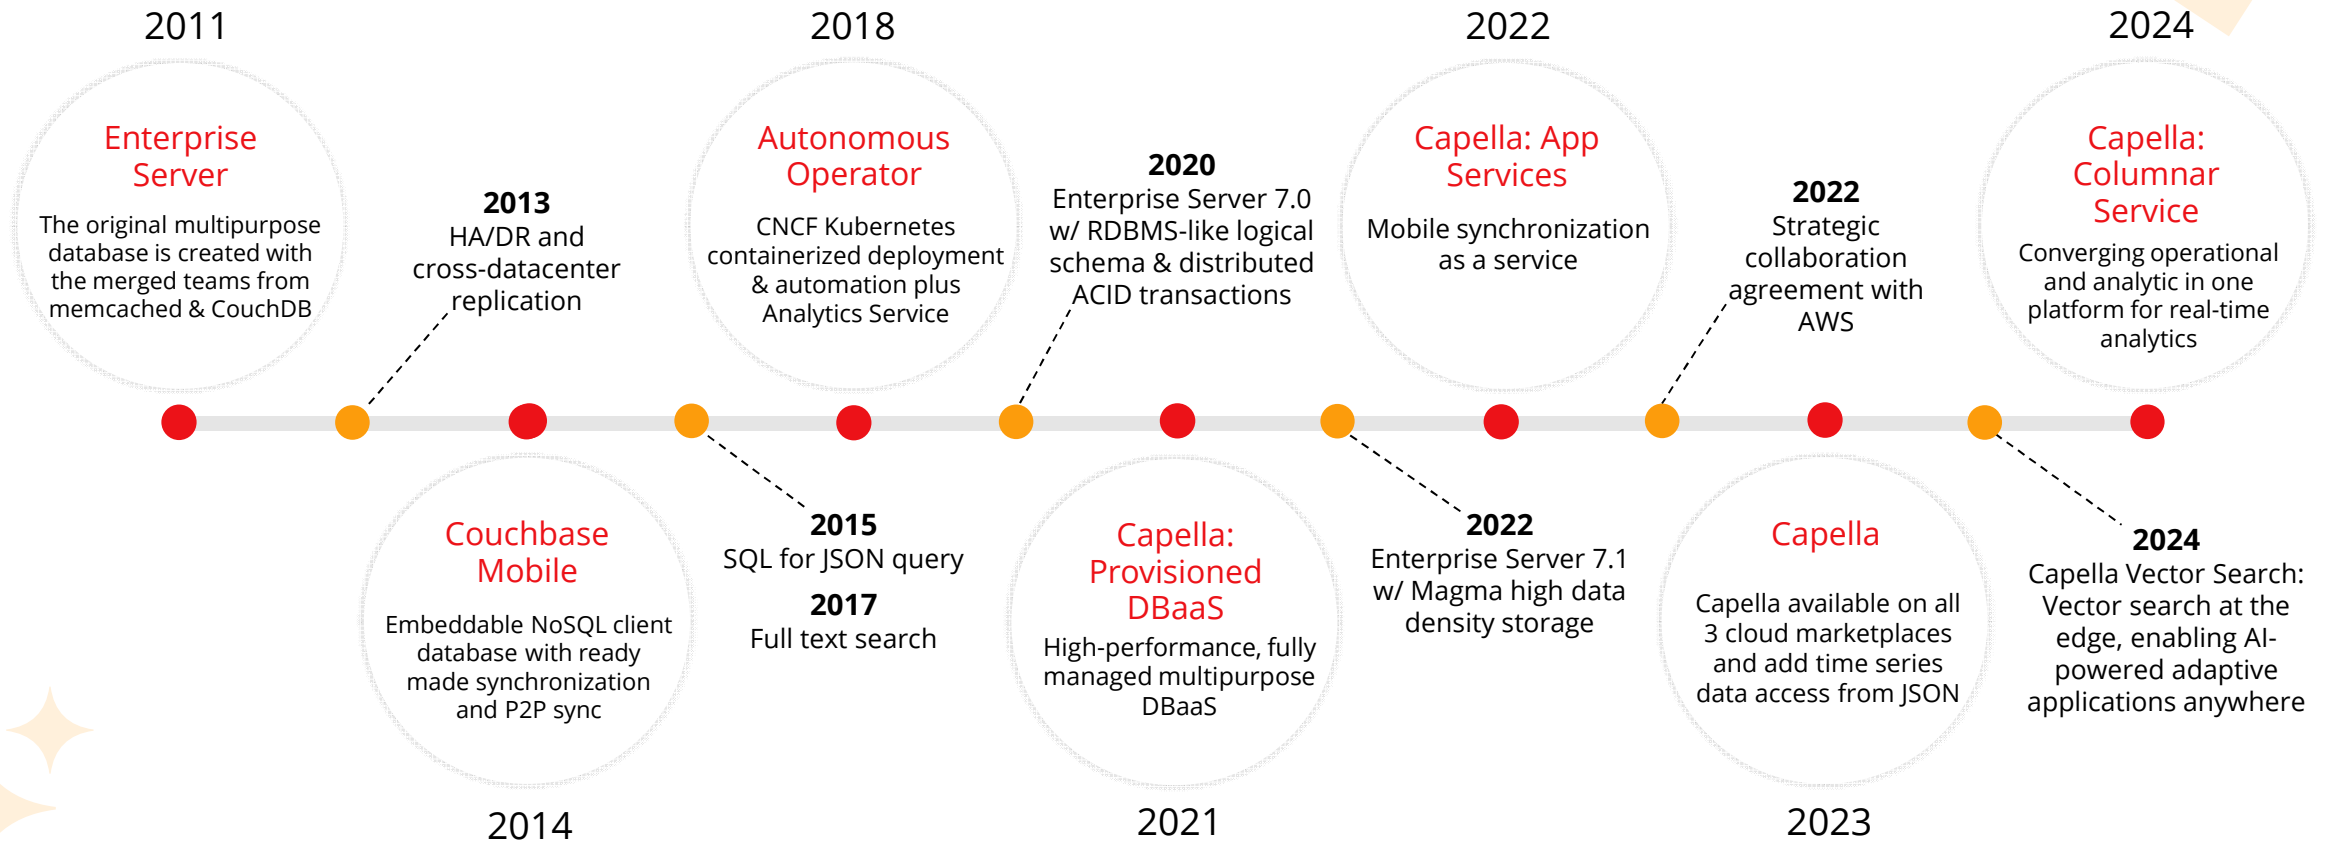 2011
Enterprise
Server
The original multipurpose
database is created with
the merged teams from
memcached & CouchDB
2013
HA/DR and
cross-datacenter
replication
Couchbase
Mobile
Embeddable NoSQL client
database with ready
made synchronization
and P2P sync
2014
2015
SQL for JSON query
2017
Full text search
2018
Autonomous
Operator
CNCF Kubernetes
containerized deployment
& automation plus
Analytics Service
2020
Enterprise Server 7.0
w/ RDBMS-like logical
schema & distributed
ACID transactions
Capella:
Provisioned
DBaaS
High-performance, fully
managed multipurpose
DBaaS
2021
2022
Enterprise Server 7.1
w/ Magma high data
density storage
2022
Capella: App
Services
Mobile synchronization
as a service
2022
Strategic
collaboration
agreement with
AWS
Capella
Capella available on all
3 cloud marketplaces
and add time series
data access from JSON
2023
2024
Capella Vector Search:
Vector search at the
edge, enabling AI-
powered adaptive
applications anywhere
2024
Capella:
Columnar
Service
Converging operational
and analytic in one
platform for real-time
analytics